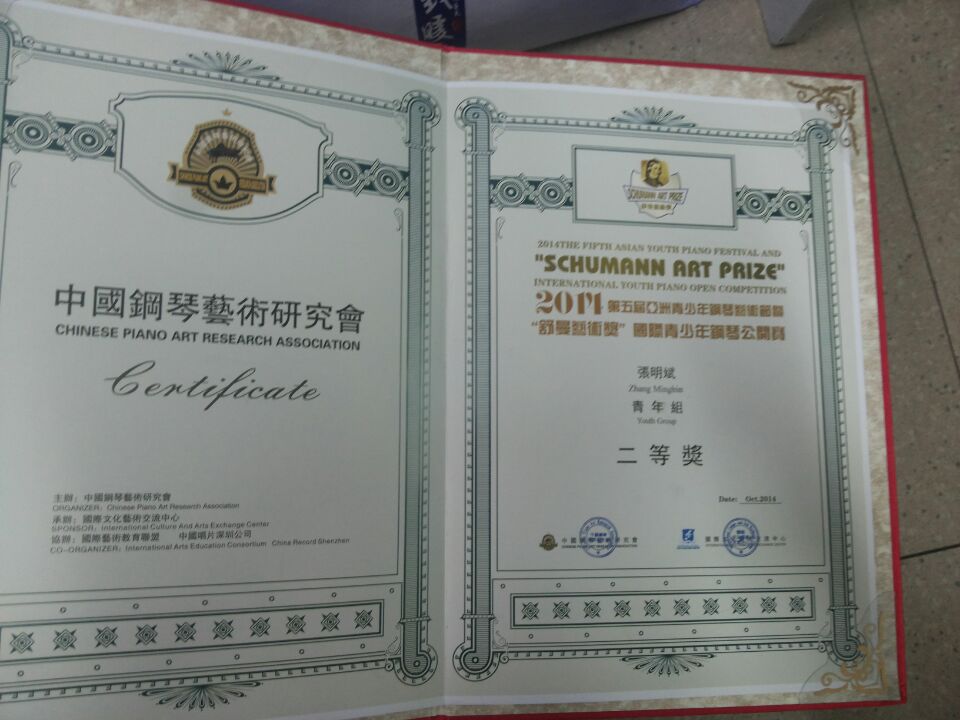 中國鋼琴藝術研究會
CHINESE PIANO ART RESEARCH ASSOCIATION
Certificate
主辦：中國鋼琴藝術研究會
ORGANIZER: Chinese Piano Art Research Association
承辦：國際文化藝術交流中心
SPONSOR: International Culture And Arts Exchange Center
協辦：國際藝術教育聯盟 中國唱片深圳公司
CO-ORGANIZER: International Arts Education Consortium China Record Shenzhen
SCHUMANN ART PRIZE
2014THE FIFTH ASIAN YOUTH PIANO FESTIVAL AND
"SCHUMANN ART PRIZE"
INTERNATIONAL YOUTH PIANO OPEN COMPETITION
2014 第五届亞洲青少年鋼琴藝術節暨
“舒曼藝術獎” 國際青少年鋼琴公開賽
張明斌
Zhang Mingbin
青年組
Youth Group
二等獎
Date: Oct.2014